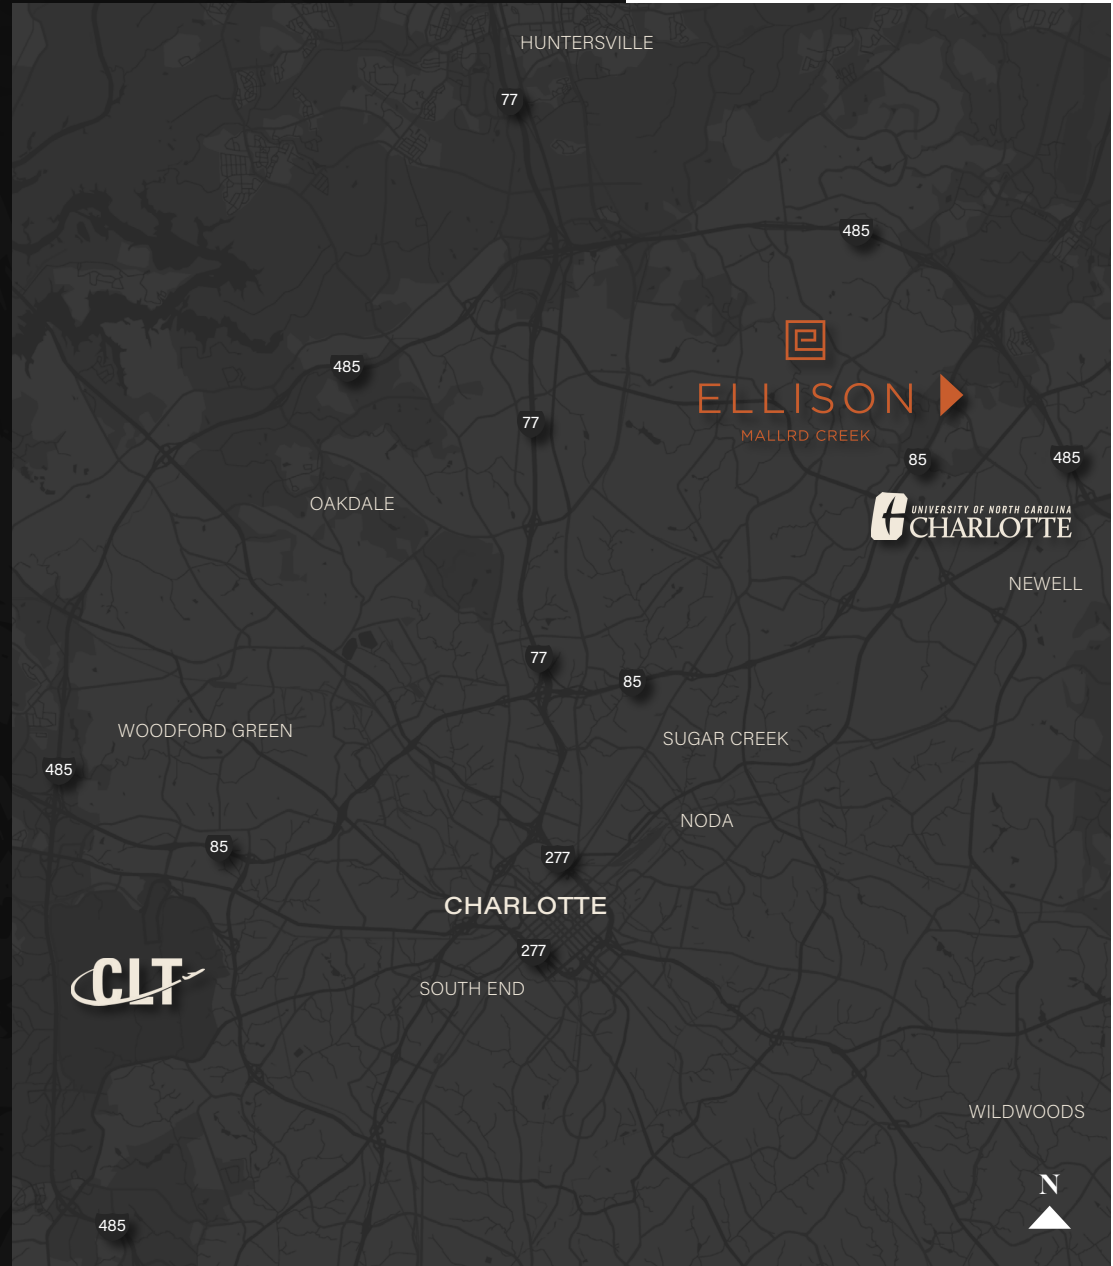 HUNTERSVILLE
77
485
485
ELLISON
MALLRD CREEK
77
85
485
OAKDALE
UNIVERSITY OF NORTH CAROLINA
CHARLOTTE
NEWELL
77
85
WOODFORD GREEN
SUGAR CREEK
485
NODA
85
277
CHARLOTTE
277
CLT
SOUTH END
WILDWOODS
N
485